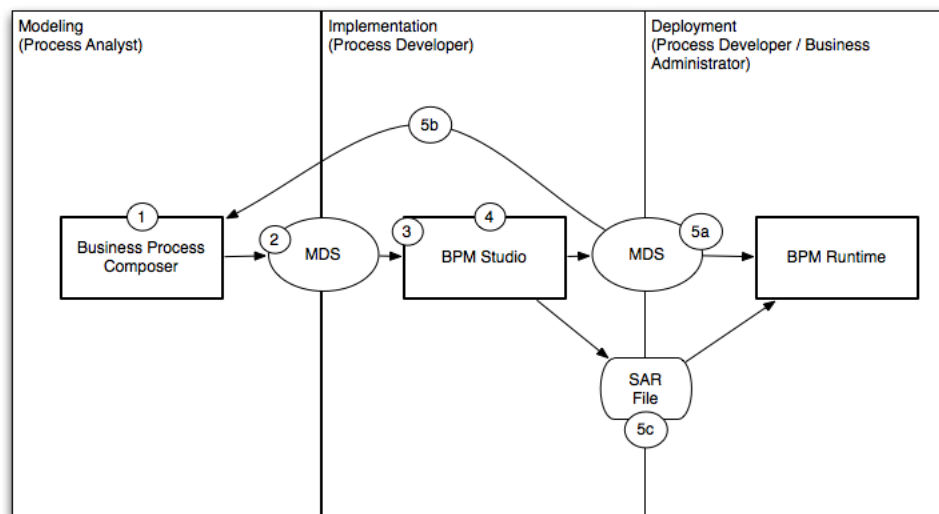 Modeling
(Process Analyst)
Implementation
(Process Developer)
Deployment
(Process Developer / Business
Administrator)
5b
1
Business Process
Composer
2
MDS
3
4
BPM Studio
MDS
5a
BPM Runtime
SAR
File
5c